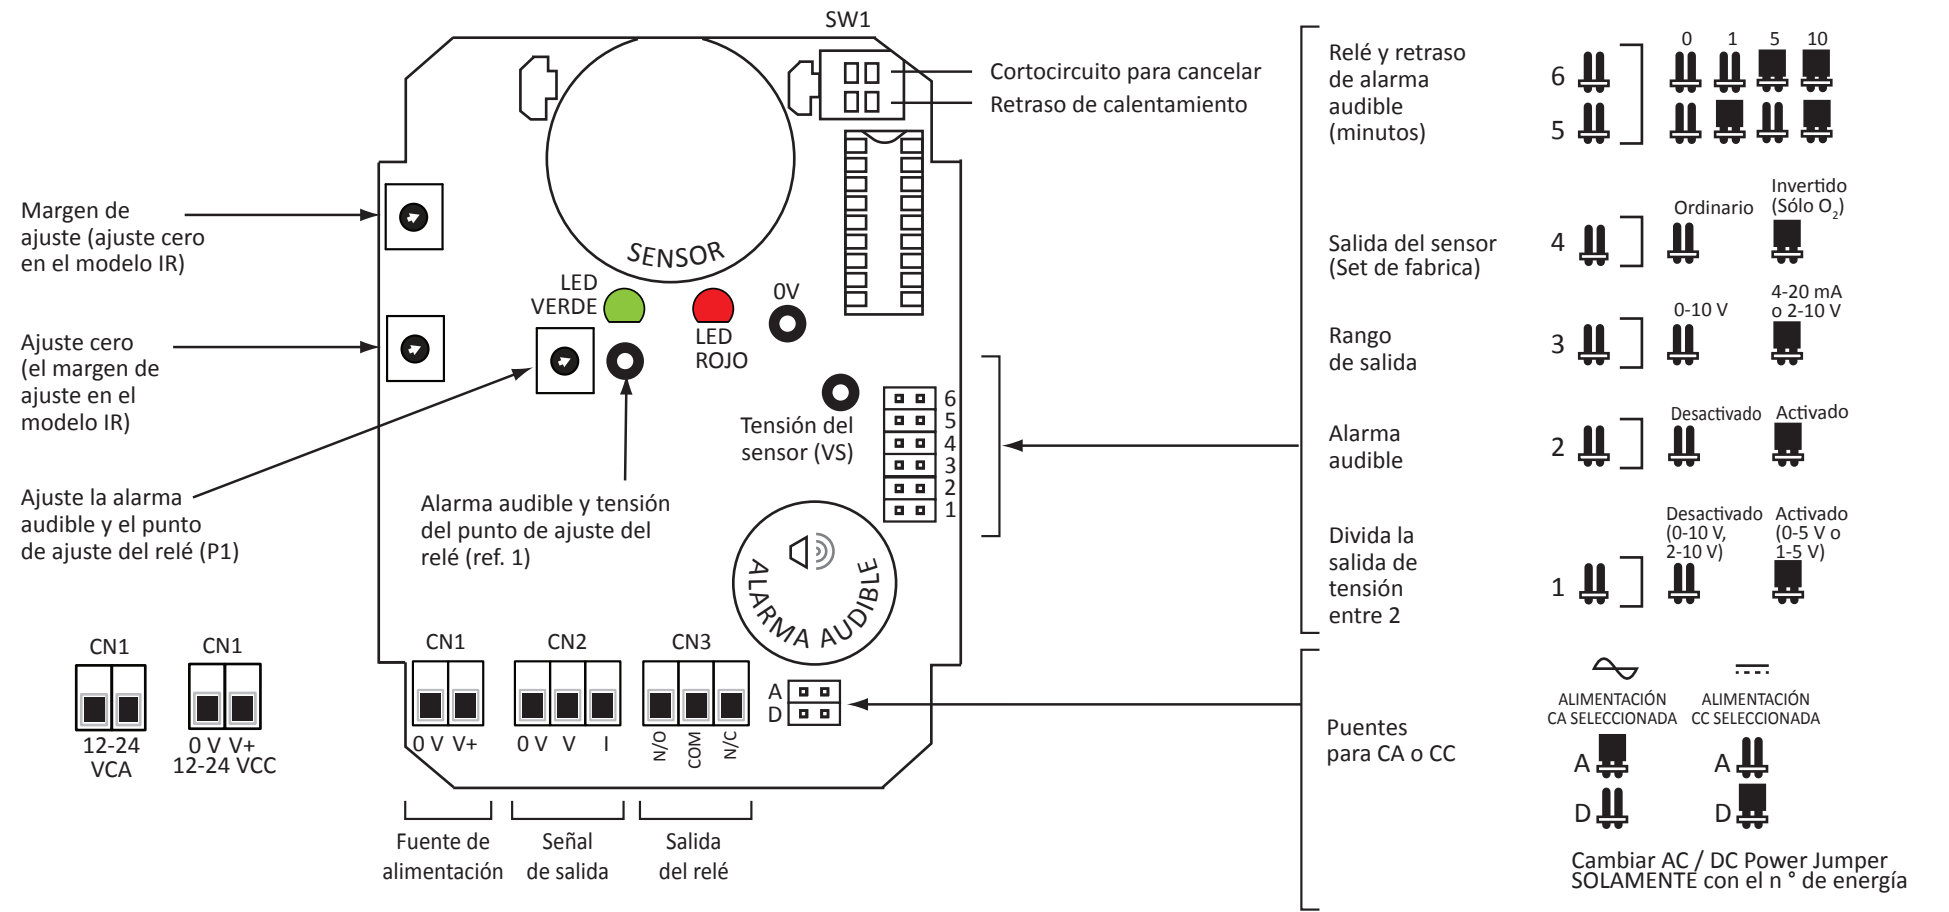 SW1
Cortocircuito para cancelar
Retraso de calentamiento
Margen de
ajuste (ajuste cero
en el modelo IR)
Ajuste cero
(el margen de
ajuste en el
modelo IR)
Ajuste la alarma
audible y el punto
de ajuste del relé (P1)
SENSOR
LED
VERDE
LED
ROJO
0V
Tensión del
sensor (VS)
Alarma audible y tensión
del punto de ajuste del
relé (ref. 1)
6
5
4
3
2
1
ALARMA AUDIBLE
CN1
12-24
VCA
CN1
0 V V+
12-24 VCC
CN1
0 V V+
CN2
0 V V I
CN3
N/O COM N/C
A
D
Fuente de
alimentación
Señal
de salida
Salida
del relé
Relé y retraso
de alarma
audible
(minutos)
0 1 5 10
6
5
Salida del sensor
(Set de fabrica)
4
Ordinario
Invertido
(Sólo O2)
Rango
de salida
3
0-10 V
4-20 mA
o 2-10 V
Alarma
audible
2
Desactivado
Activado
Divida la
salida de
tensión
entre 2
1
Desactivado
(0-10 V,
2-10 V)
Activado
(0-5 V o
1-5 V)
Puentes
para CA o CC
ALIMENTACIÓN
CA SELECCIONADA
A
D
ALIMENTACIÓN
CC SELECCIONADA
A
D
Cambiar AC / DC Power Jumper
SOLAMENTE con el n ° de energía